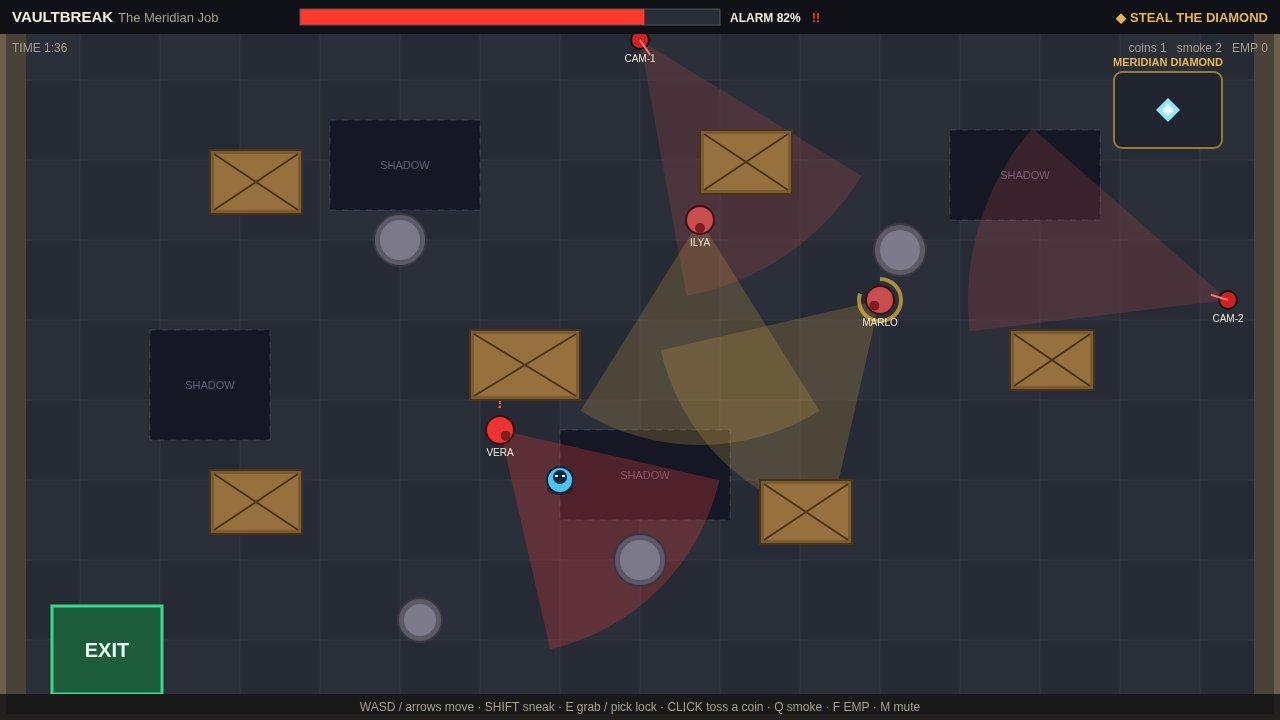 VAULTBREAK The Meridian Job ALARM 82% !! ◆ STEAL THE DIAMOND
TIME 1:36 coins 1 smoke 2 EMP 0
CAM-1 MERIDIAN DIAMOND
SHADOW
SHADOW
ILYA
CAM-2
MARLO
SHADOW
VERA
SHADOW
EXIT
WASD / arrows move · SHIFT sneak · E grab / pick lock · CLICK toss a coin · Q smoke · F EMP · M mute